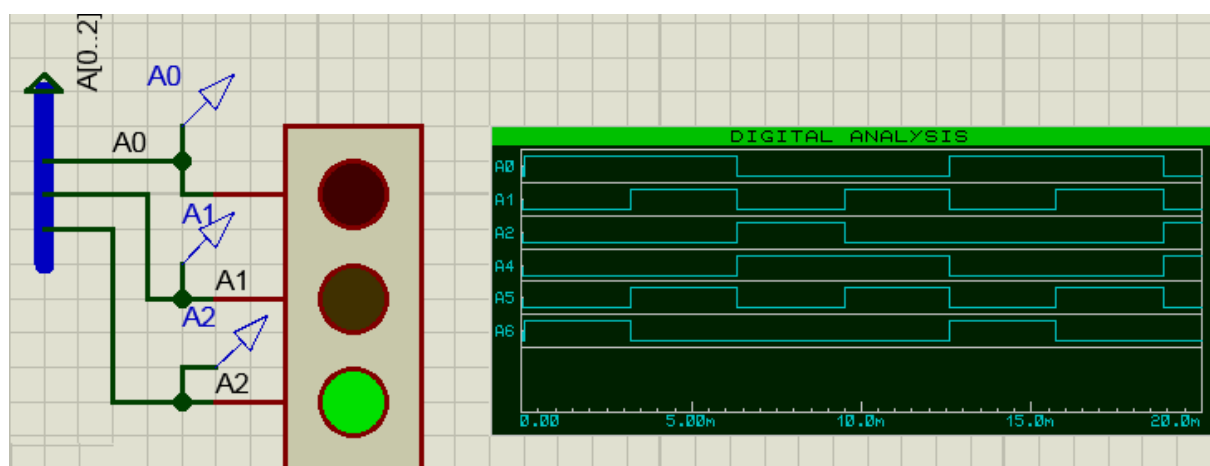 A[0..2]
A0
A0
A1
A1
A2
A2
DIGITAL ANALYSIS
A0
A1
A2
A4
A5
A6
0.00 5.00m 10.0m 15.0m 20.0m